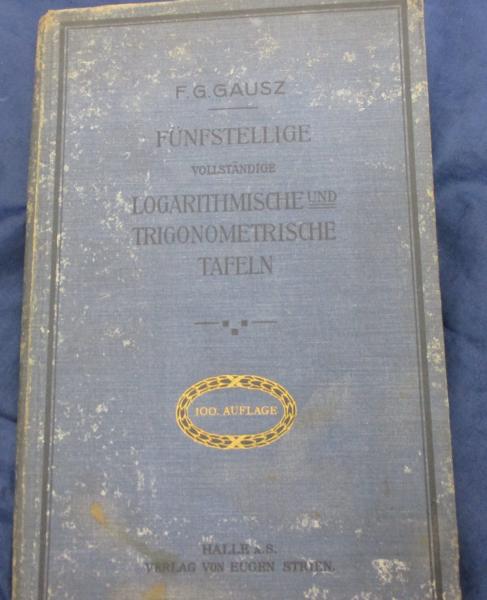 F. G. GAUSZ
FÜNFSTELLIGE
VOLLSTÄNDIGE
LOGARITHMISCHE UND
TRIGONOMETRISCHE
TAFELN
100. AUFLAGE
HALLE A. S.
VERLAG VON EUGEN STRIEN.